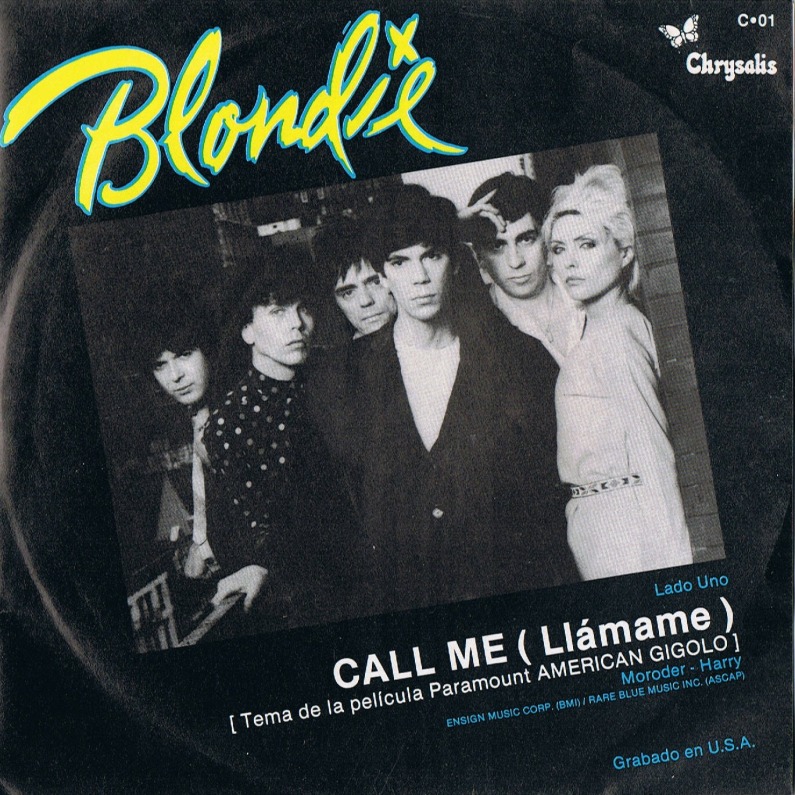 Blondie
C•01
Chrysalis
Lado Uno
CALL ME ( Llámame )
[ Tema de la película Paramount AMERICAN GIGOLO ]
Moroder - Harry
ENSIGN MUSIC CORP. (BMI) / RARE BLUE MUSIC INC. (ASCAP)
Grabado en U.S.A.